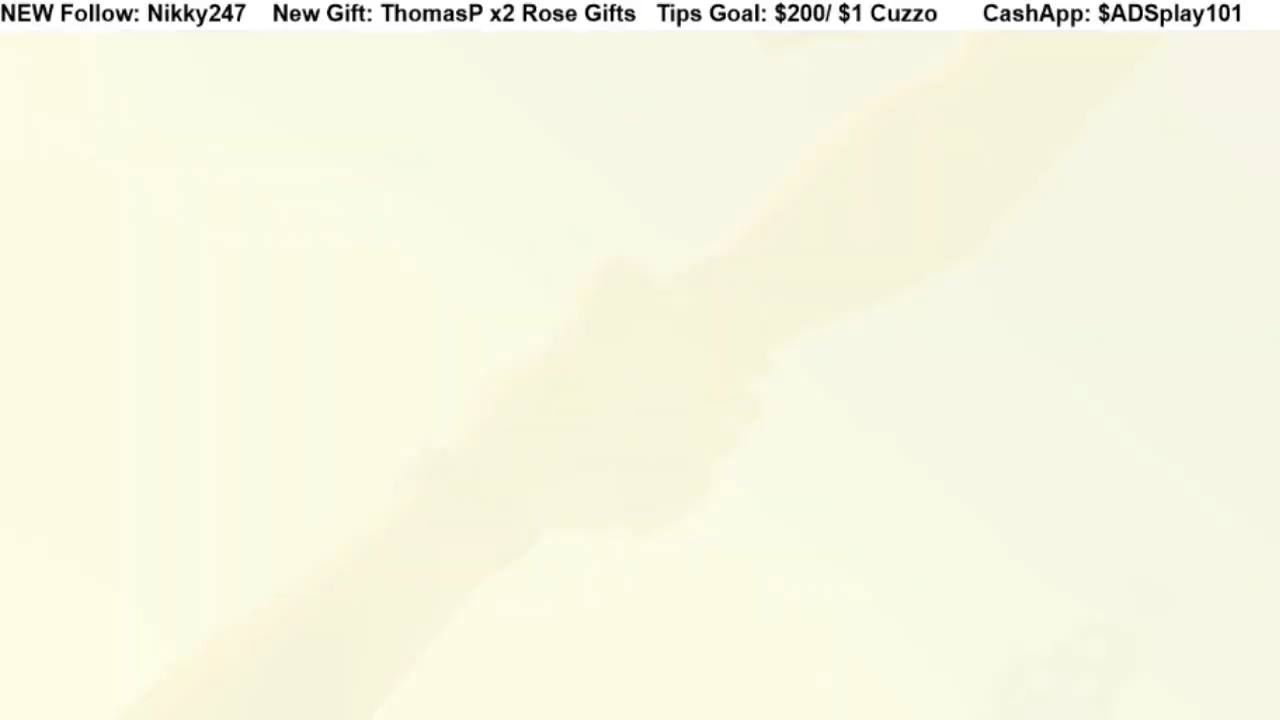 NEW Follow: Nikky247 New Gift: ThomasP x2 Rose Gifts Tips Goal: $200/ $1 Cuzzo CashApp: $ADSplay101